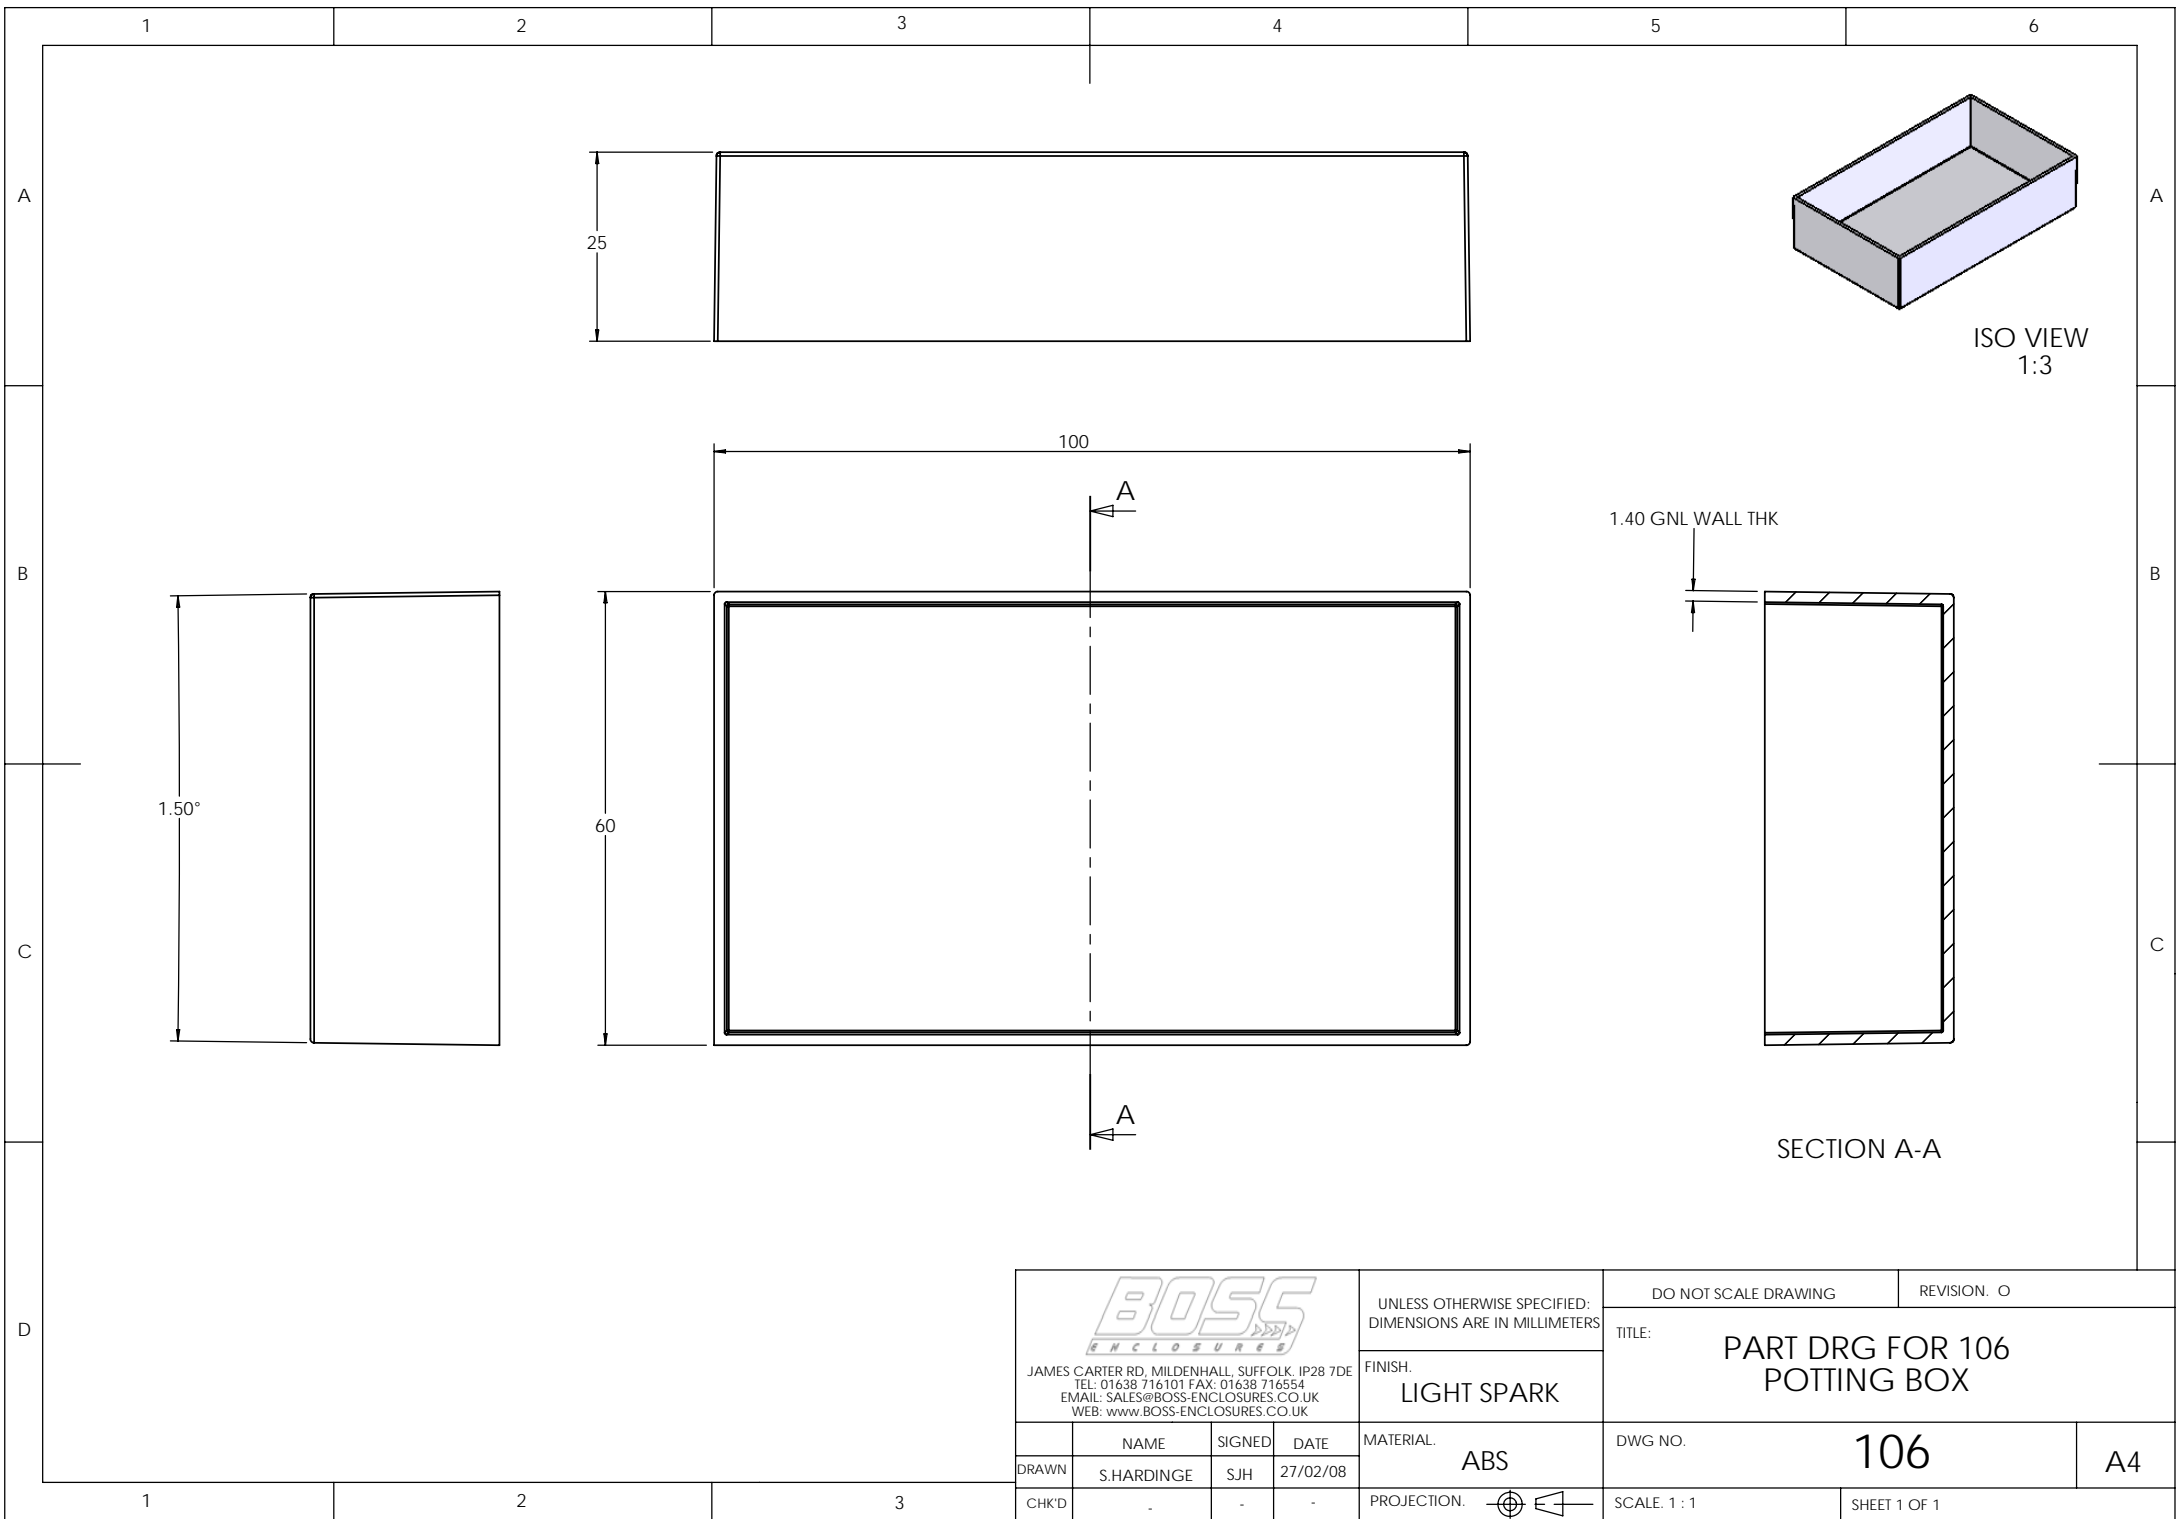 1 2 3 4 5 6
A A
25
ISO VIEW
1:3
100
A
1.40 GNL WALL THK
B B
1.50°
60
C C
A
SECTION A-A
D
BOSS
ENCLOSURES
JAMES CARTER RD, MILDENHALL, SUFFOLK. IP28 7DE
TEL: 01638 716101 FAX: 01638 716554
EMAIL: SALES@BOSS-ENCLOSURES.CO.UK
WEB: www.BOSS-ENCLOSURES.CO.UK
UNLESS OTHERWISE SPECIFIED:
DIMENSIONS ARE IN MILLIMETERS
FINISH.
LIGHT SPARK
DO NOT SCALE DRAWING
REVISION. O
TITLE:
PART DRG FOR 106
POTTING BOX
NAME SIGNED DATE
DRAWN S.HARDINGE SJH 27/02/08
CHK'D - - -
MATERIAL.
ABS
PROJECTION.
DWG NO.
106
A4
SCALE. 1 : 1
SHEET 1 OF 1
1 2 3